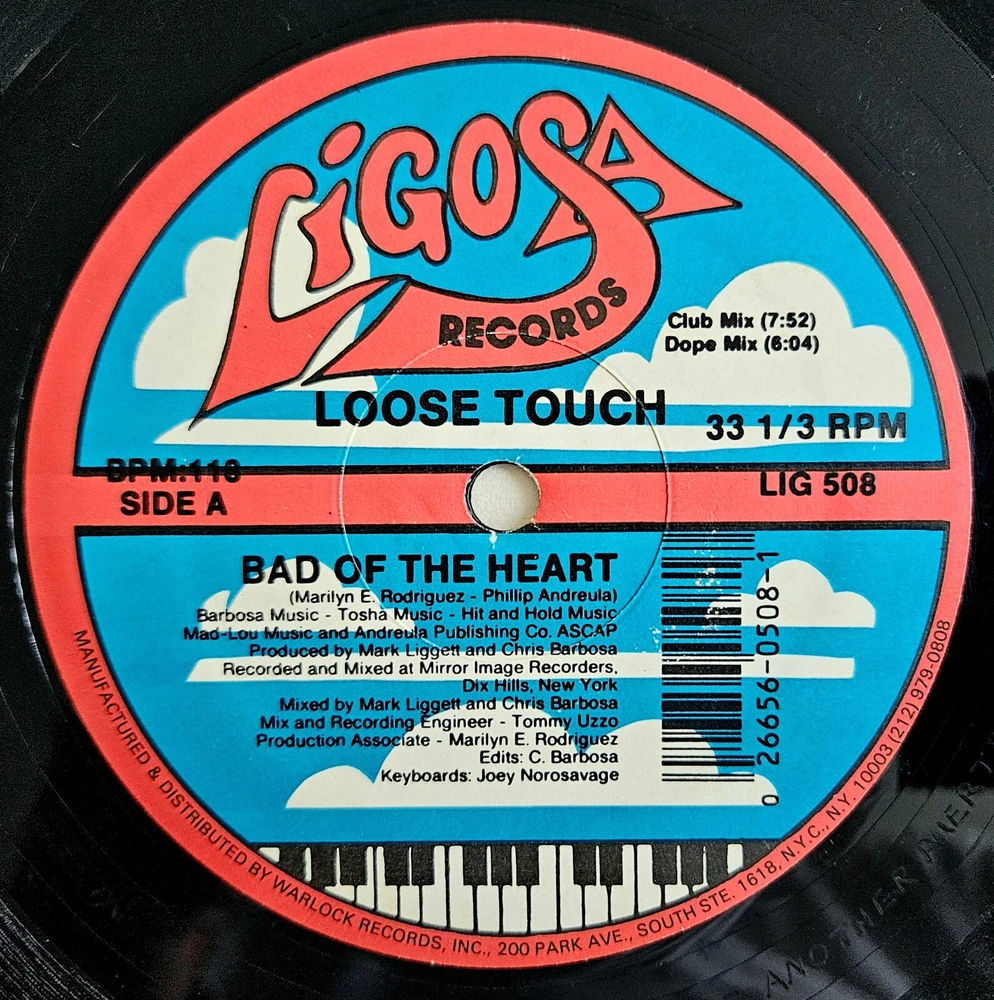 LIGOSA
RECORDS
Club Mix (7:52)
Dope Mix (6:04)
LOOSE TOUCH
33 1/3 RPM
BPM:118
SIDE A
LIG 508
BAD OF THE HEART
(Marilyn E. Rodriguez - Phillip Andreula)
Barbosa Music - Tosha Music - Hit and Hold Music
Mad-Lou Music and Andreula Publishing Co. ASCAP
Produced by Mark Liggett and Chris Barbosa
Recorded and Mixed at Mirror Image Recorders,
Dix Hills, New York
Mixed by Mark Liggett and Chris Barbosa
Mix and Recording Engineer - Tommy Uzzo
Production Associate - Marilyn E. Rodriguez
Edits: C. Barbosa
Keyboards: Joey Norosavage
0 26656-0508-1
MANUFACTURED & DISTRIBUTED BY WARLOCK RECORDS, INC., 200 PARK AVE., SOUTH STE. 1618, N.Y.C., N.Y. 10003 (212) 979-0808
ANOTHER